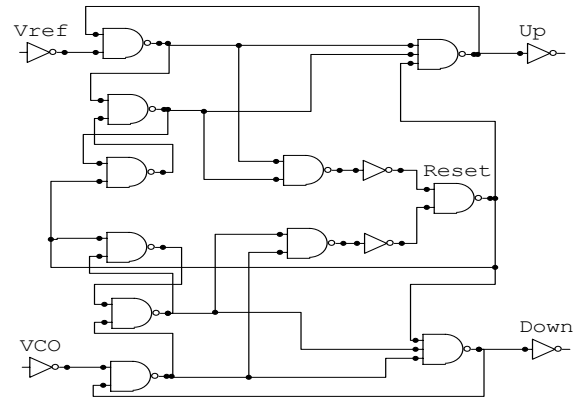 Vref
Up
Reset
VCO
Down